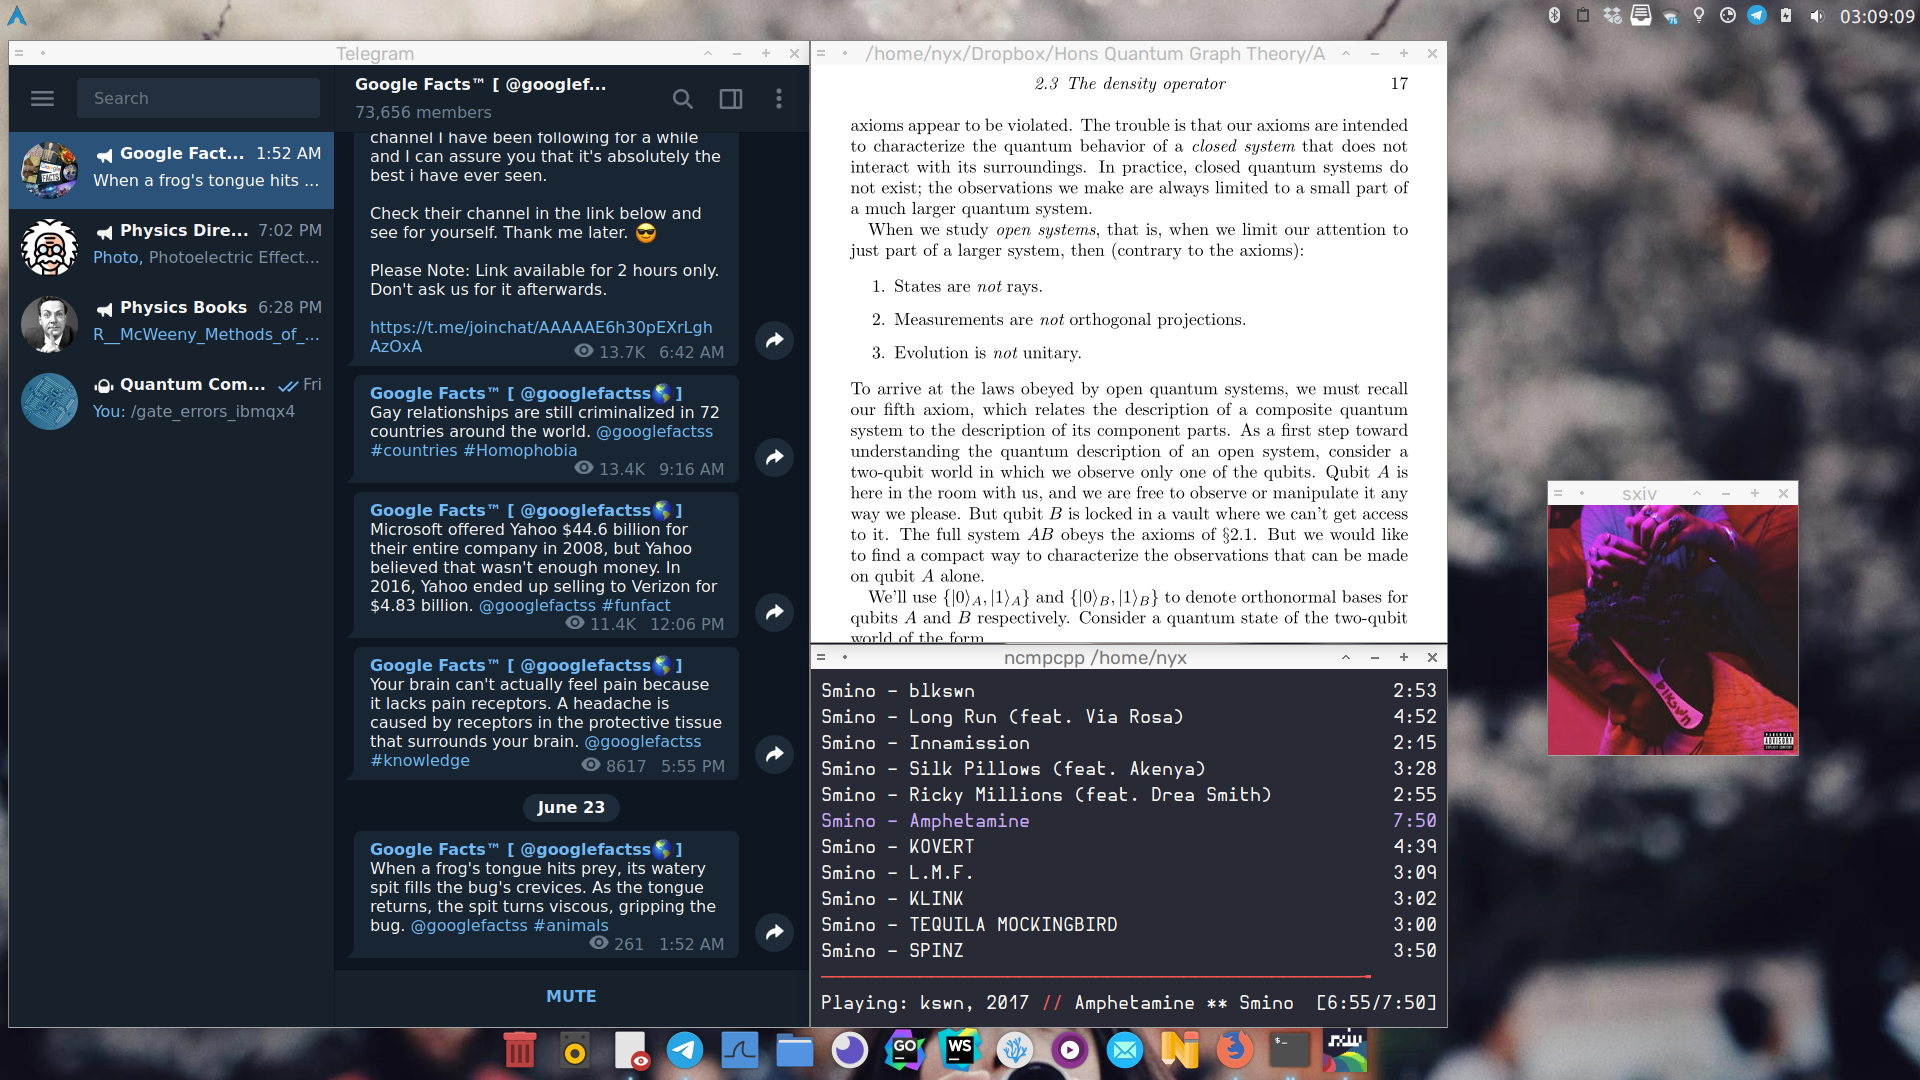 03:09:09
Telegram
Search
Google Fact... 1:52 AM
When a frog's tongue hits ...
Physics Dire... 7:02 PM
Photo, Photoelectric Effect...
Physics Books 6:28 PM
R__McWeeny_Methods_of_...
Quantum Com... Fri
You: /gate_errors_ibmqx4
Google Facts™ [ @googlef...
73,656 members
channel I have been following for a while
and I can assure you that it's absolutely the
best i have ever seen.
Check their channel in the link below and
see for yourself. Thank me later. 😎
Please Note: Link available for 2 hours only.
Don't ask us for it afterwards.
https://t.me/joinchat/AAAAAE6h30pEXrLgh
AzOxA 13.7K 6:42 AM
Google Facts™ [ @googlefactss🌎 ]
Gay relationships are still criminalized in 72
countries around the world. @googlefactss
#countries #Homophobia
13.4K 9:16 AM
Google Facts™ [ @googlefactss🌎 ]
Microsoft offered Yahoo $44.6 billion for
their entire company in 2008, but Yahoo
believed that wasn't enough money. In
2016, Yahoo ended up selling to Verizon for
$4.83 billion. @googlefactss #funfact
11.4K 12:06 PM
Google Facts™ [ @googlefactss🌎 ]
Your brain can't actually feel pain because
it lacks pain receptors. A headache is
caused by receptors in the protective tissue
that surrounds your brain. @googlefactss
#knowledge 8617 5:55 PM
June 23
Google Facts™ [ @googlefactss🌎 ]
When a frog's tongue hits prey, its watery
spit fills the bug's crevices. As the tongue
returns, the spit turns viscous, gripping the
bug. @googlefactss #animals
261 1:52 AM
MUTE
/home/nyx/Dropbox/Hons Quantum Graph Theory/A
2.3 The density operator 17
axioms appear to be violated. The trouble is that our axioms are intended
to characterize the quantum behavior of a closed system that does not
interact with its surroundings. In practice, closed quantum systems do
not exist; the observations we make are always limited to a small part of
a much larger quantum system.
When we study open systems, that is, when we limit our attention to
just part of a larger system, then (contrary to the axioms):
1. States are not rays.
2. Measurements are not orthogonal projections.
3. Evolution is not unitary.
To arrive at the laws obeyed by open quantum systems, we must recall
our fifth axiom, which relates the description of a composite quantum
system to the description of its component parts. As a first step toward
understanding the quantum description of an open system, consider a
two-qubit world in which we observe only one of the qubits. Qubit A is
here in the room with us, and we are free to observe or manipulate it any
way we please. But qubit B is locked in a vault where we can't get access
to it. The full system AB obeys the axioms of §2.1. But we would like
to find a compact way to characterize the observations that can be made
on qubit A alone.
We'll use {|0⟩A, |1⟩A} and {|0⟩B, |1⟩B} to denote orthonormal bases for
qubits A and B respectively. Consider a quantum state of the two-qubit
world of the form
ncmpcpp /home/nyx
Smino - blkswn 2:53
Smino - Long Run (feat. Via Rosa) 4:52
Smino - Innamission 2:15
Smino - Silk Pillows (feat. Akenya) 3:28
Smino - Ricky Millions (feat. Drea Smith) 2:55
Smino - Amphetamine 7:50
Smino - KOVERT 4:39
Smino - L.M.F. 3:09
Smino - KLINK 3:02
Smino - TEQUILA MOCKINGBIRD 3:00
Smino - SPINZ 3:50
Playing: kswn, 2017 // Amphetamine ** Smino [6:55/7:50]
sxiv
blkswn
PARENTAL
ADVISORY
EXPLICIT CONTENT
GO
WS